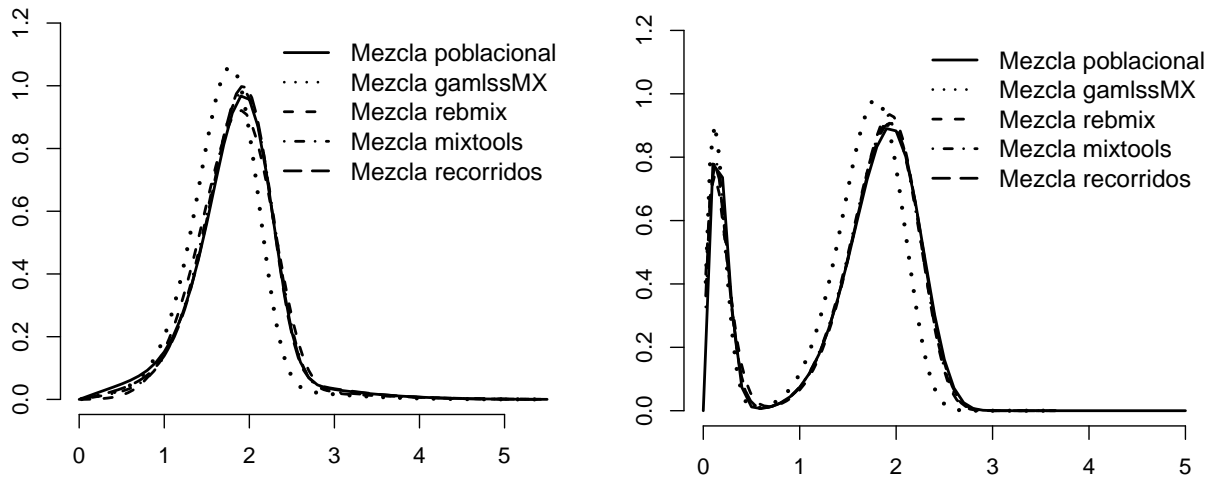 1.2
1.0
0.8
0.6
0.4
0.2
0.0
0 1 2 3 4 5
Mezcla poblacional
Mezcla gamlssMX
Mezcla rebmix
Mezcla mixtools
Mezcla recorridos
1.2
1.0
0.8
0.6
0.4
0.2
0.0
0 1 2 3 4 5
Mezcla poblacional
Mezcla gamlssMX
Mezcla rebmix
Mezcla mixtools
Mezcla recorridos